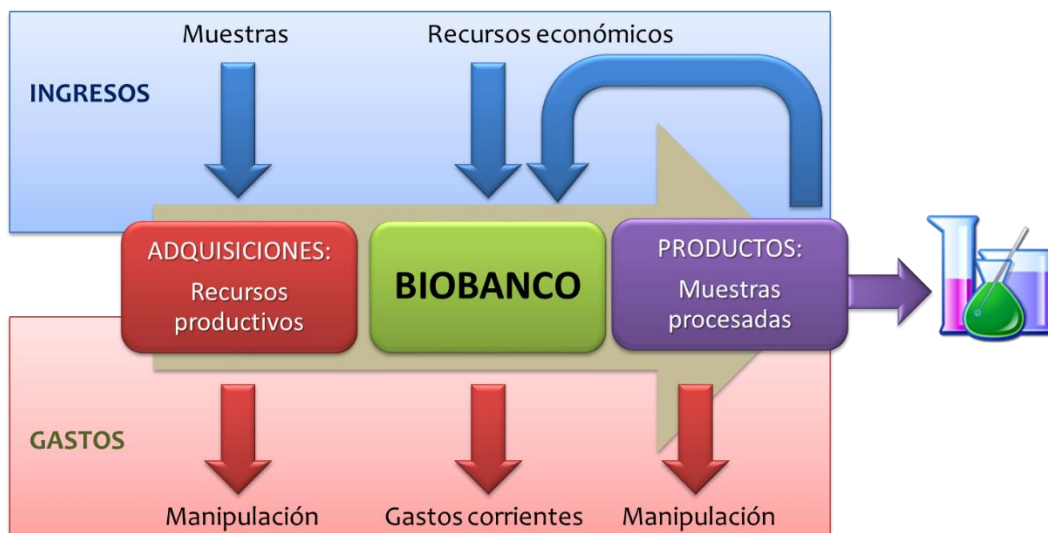 Muestras
Recursos económicos
INGRESOS
ADQUISICIONES:
Recursos
productivos
BIOBANCO
PRODUCTOS:
Muestras
procesadas
GASTOS
Manipulación
Gastos corrientes
Manipulación